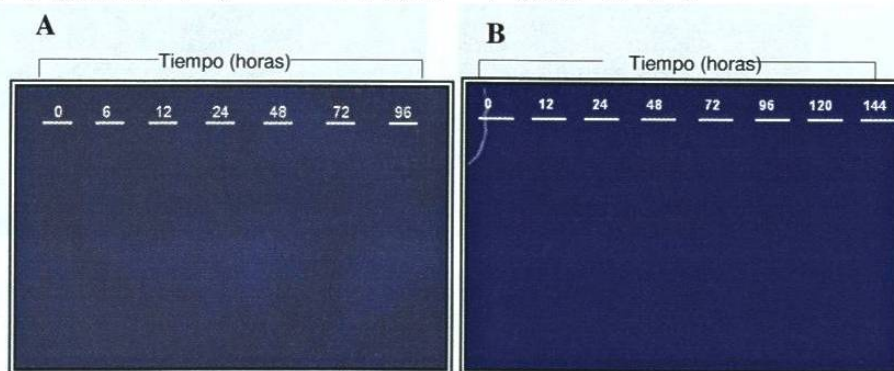 A
Tiempo (horas)
0 6 12 24 48 72 96
B
Tiempo (horas)
0 12 24 48 72 96 120 144